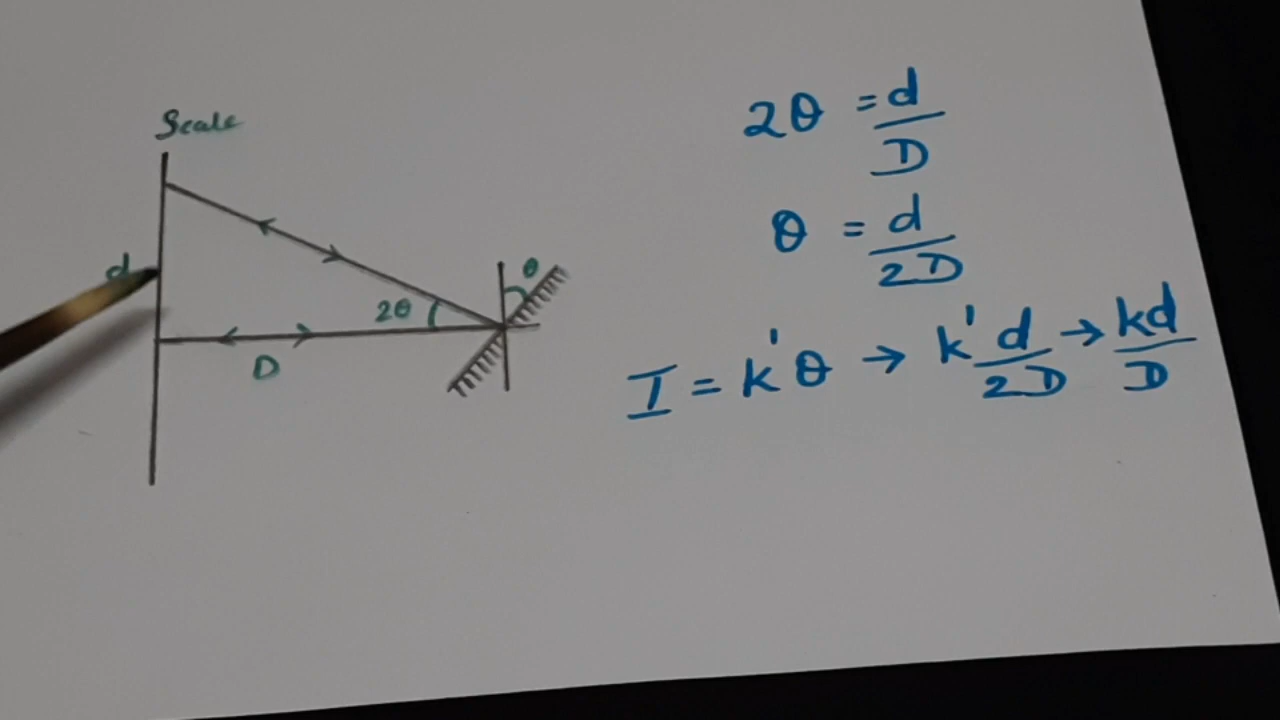 Scale
d
2θ
D
θ
2θ = d/D
θ = d/2D
I = k'θ → k'd/2D → kd/D